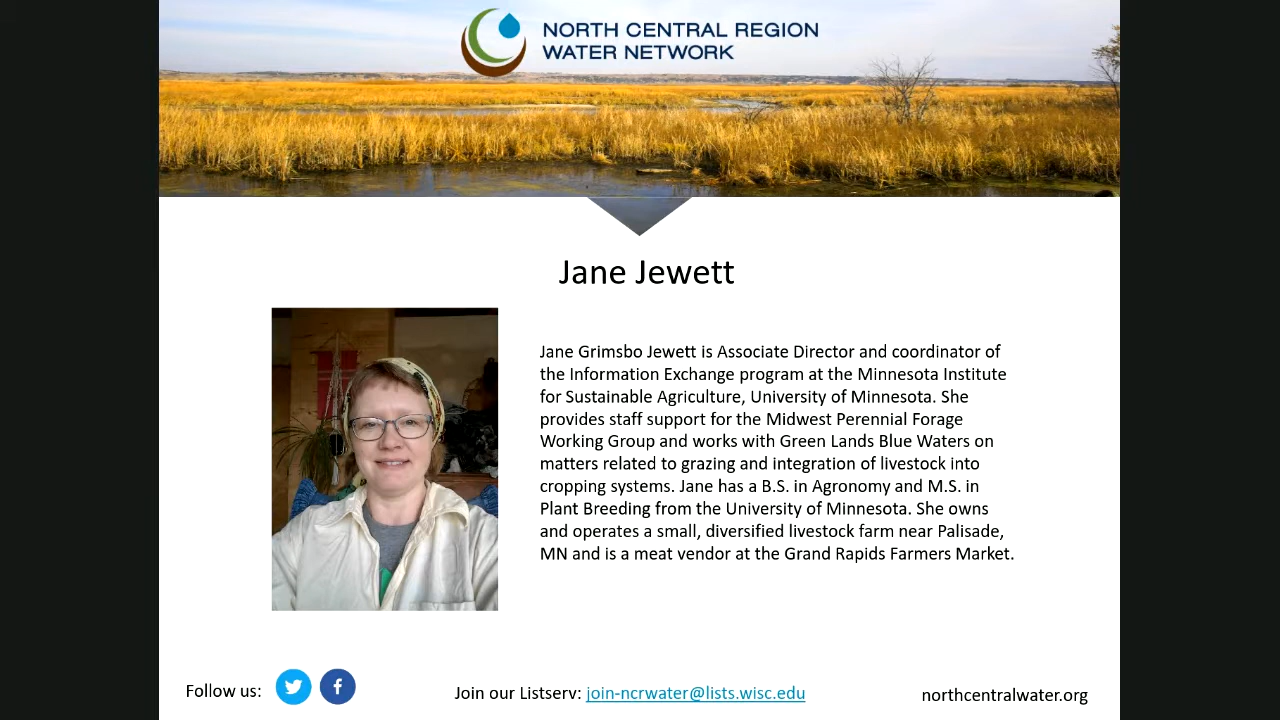 NORTH CENTRAL REGION
WATER NETWORK
Jane Jewett
Jane Grimsbo Jewett is Associate Director and coordinator of
the Information Exchange program at the Minnesota Institute
for Sustainable Agriculture, University of Minnesota. She
provides staff support for the Midwest Perennial Forage
Working Group and works with Green Lands Blue Waters on
matters related to grazing and integration of livestock into
cropping systems. Jane has a B.S. in Agronomy and M.S. in
Plant Breeding from the University of Minnesota. She owns
and operates a small, diversified livestock farm near Palisade,
MN and is a meat vendor at the Grand Rapids Farmers Market.
Follow us:
Join our Listserv: join-ncrwater@lists.wisc.edu
northcentralwater.org